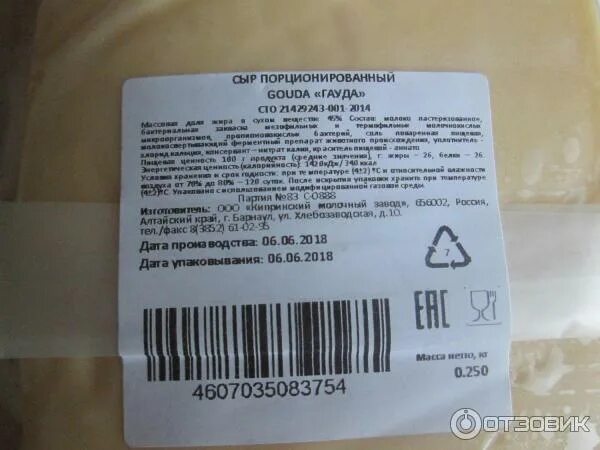 СЫР ПОРЦИОНИРОВАННЫЙ
GOUDA «ГАУДА»
СТО 21429243-001-2014
Массовая доля жира в сухом веществе: 45% Состав: молоко пастеризованное,
бактериальная закваска мезофильных и термофильных молочнокислых
микроорганизмов, противомаслянокислых бактерий, соль поваренная пищевая,
молокосвертывающий ферментный препарат животного происхождения, уплотнитель -
хлорид кальция, консервант - нитрат калия, краситель пищевой - аннато.
Пищевая ценность 100 г продукта (средние значения), г: жиры - 26, белки - 26.
Энергетическая ценность (калорийность): 1420кДж/ 340 ккал
Условия хранения и срок годности: при температуре (4±2) °С и относительной влажности
воздуха от 70% до 80% - 120 суток. После вскрытия упаковки хранить при температуре
(4±2)°С. Упаковано с использованием модифицированной газовой среды.
Партия №83 С-0888
Изготовитель: ООО «Кипринский молочный завод», 656002, Россия,
Алтайский край, г. Барнаул, ул. Хлебозаводская, д.10.
тел./факс 8(3852) 61-02-95
Дата производства: 06.06.2018
Дата упаковывания: 06.06.2018
7
EAC
Масса нетто, кг
0.250
4607035083754
ОТЗОВИК